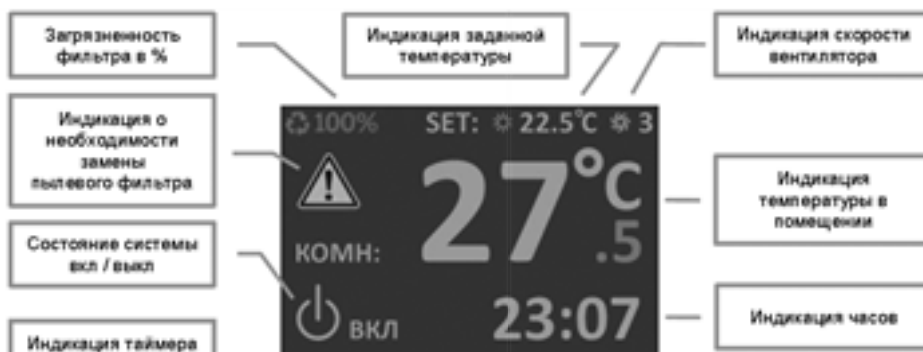 Загрязненность
фильтра в %
Индикация заданной
температуры
Индикация скорости
вентилятора
Индикация о
необходимости
замены
пылевого фильтра
100% SET: 22.5°C 3
27°C
.5
Индикация
температуры в
помещении
КОМН:
Состояние системы
вкл / выкл
ВКЛ 23:07
Индикация часов
Индикация таймера